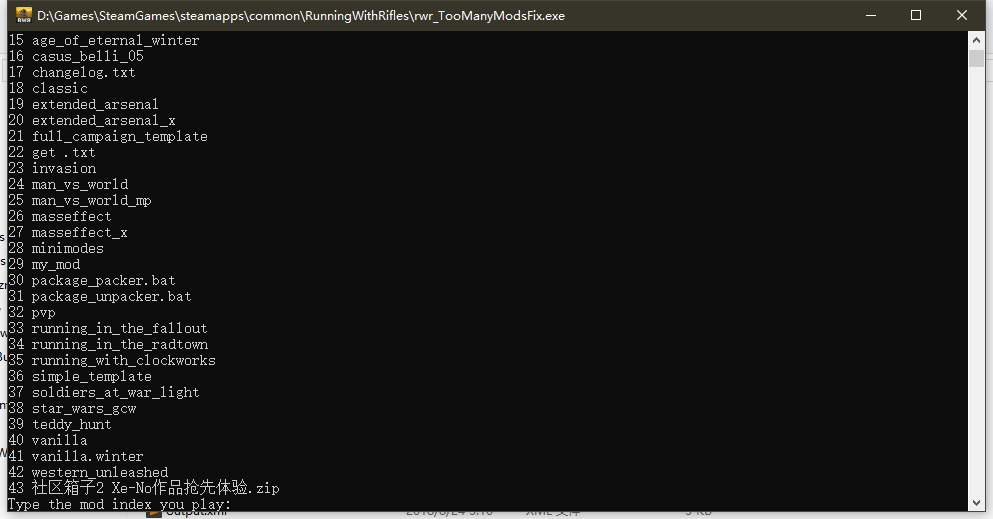 D:\Games\SteamGames\steamapps\common\RunningWithRifles\rwr_TooManyModsFix.exe
15 age_of_eternal_winter
16 casus_belli_05
17 changelog.txt
18 classic
19 extended_arsenal
20 extended_arsenal_x
21 full_campaign_template
22 get .txt
23 invasion
24 man_vs_world
25 man_vs_world_mp
26 masseffect
27 masseffect_x
28 minimodes
29 my_mod
30 package_packer.bat
31 package_unpacker.bat
32 pvp
33 running_in_the_fallout
34 running_in_the_radtown
35 running_with_clockworks
36 simple_template
37 soldiers_at_war_light
38 star_wars_gcw
39 teddy_hunt
40 vanilla
41 vanilla.winter
42 western_unleashed
43 社区箱子2 Xe-No作品抢先体验.zip
Type the mod index you play: